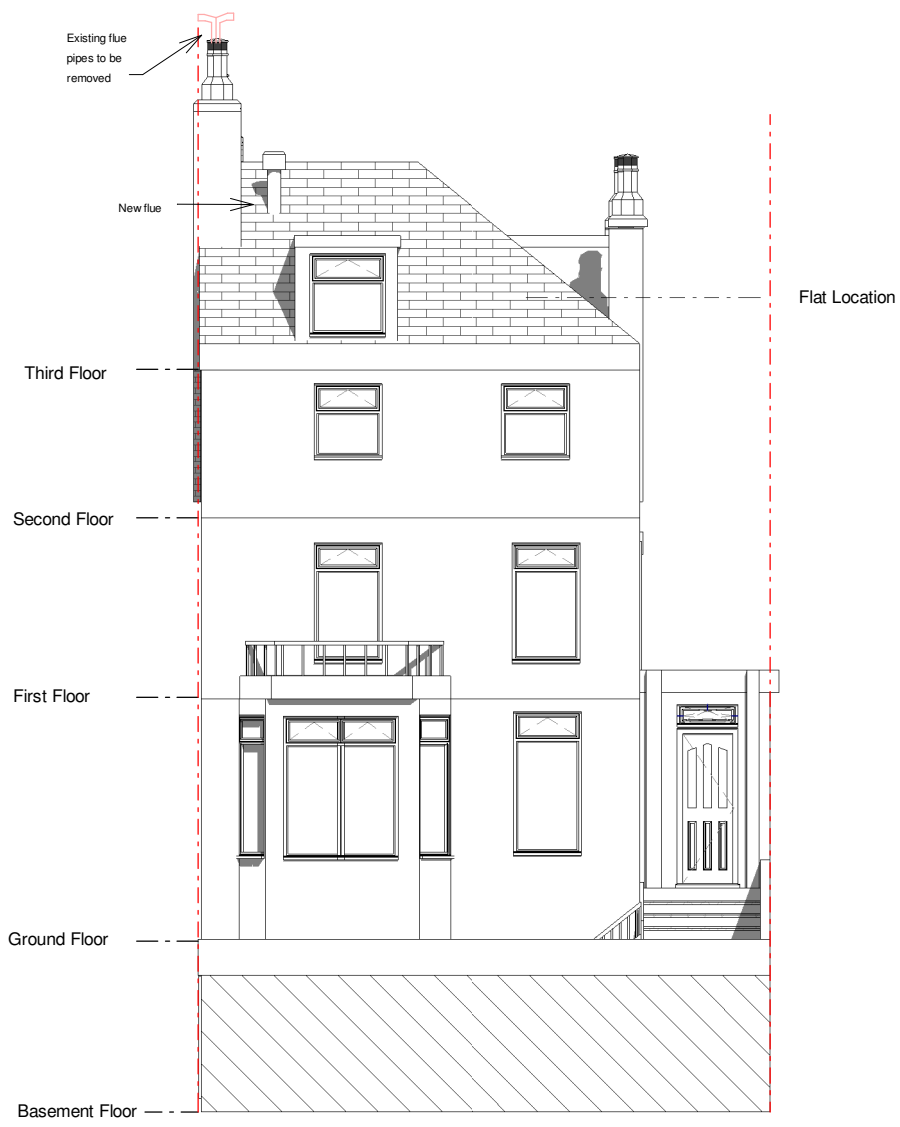 Existing flue
pipes to be
removed
New flue
Flat Location
Third Floor
Second Floor
First Floor
Ground Floor
Basement Floor